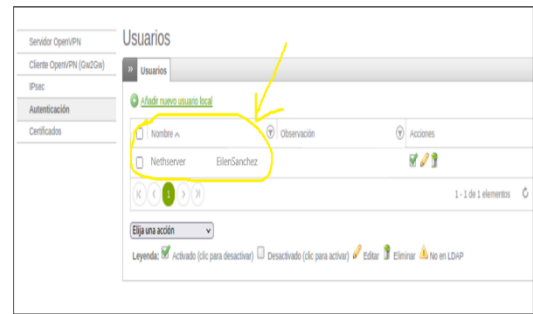 Usuarios
Servidor OpenVPN
Cliente OpenVPN (Gw2Gw)
IPsec
Autenticación
Certificados
» Usuarios
Añadir nuevo usuario local
Nombre Observación Acciones
Nethserver EilenSanchez
1
1 - 1 de 1 elementos
Elija una acción
Leyenda: Activado (clic para desactivar) Desactivado (clic para activar) Editar Eliminar No en LDAP